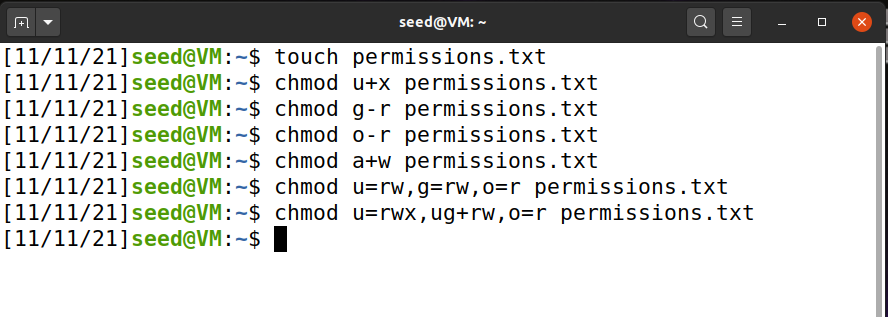 seed@VM: ~
[11/11/21]seed@VM:~$ touch permissions.txt
[11/11/21]seed@VM:~$ chmod u+x permissions.txt
[11/11/21]seed@VM:~$ chmod g-r permissions.txt
[11/11/21]seed@VM:~$ chmod o-r permissions.txt
[11/11/21]seed@VM:~$ chmod a+w permissions.txt
[11/11/21]seed@VM:~$ chmod u=rw,g=rw,o=r permissions.txt
[11/11/21]seed@VM:~$ chmod u=rwx,ug+rw,o=r permissions.txt
[11/11/21]seed@VM:~$